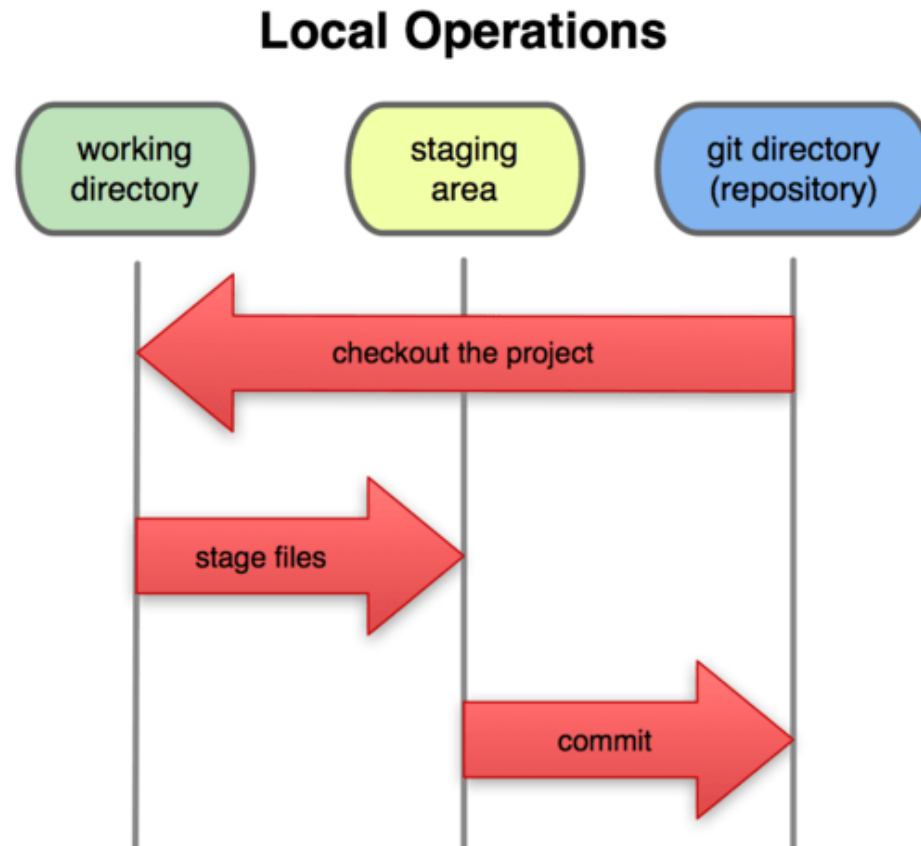 Local Operations
working
directory
staging
area
git directory
(repository)
checkout the project
stage files
commit